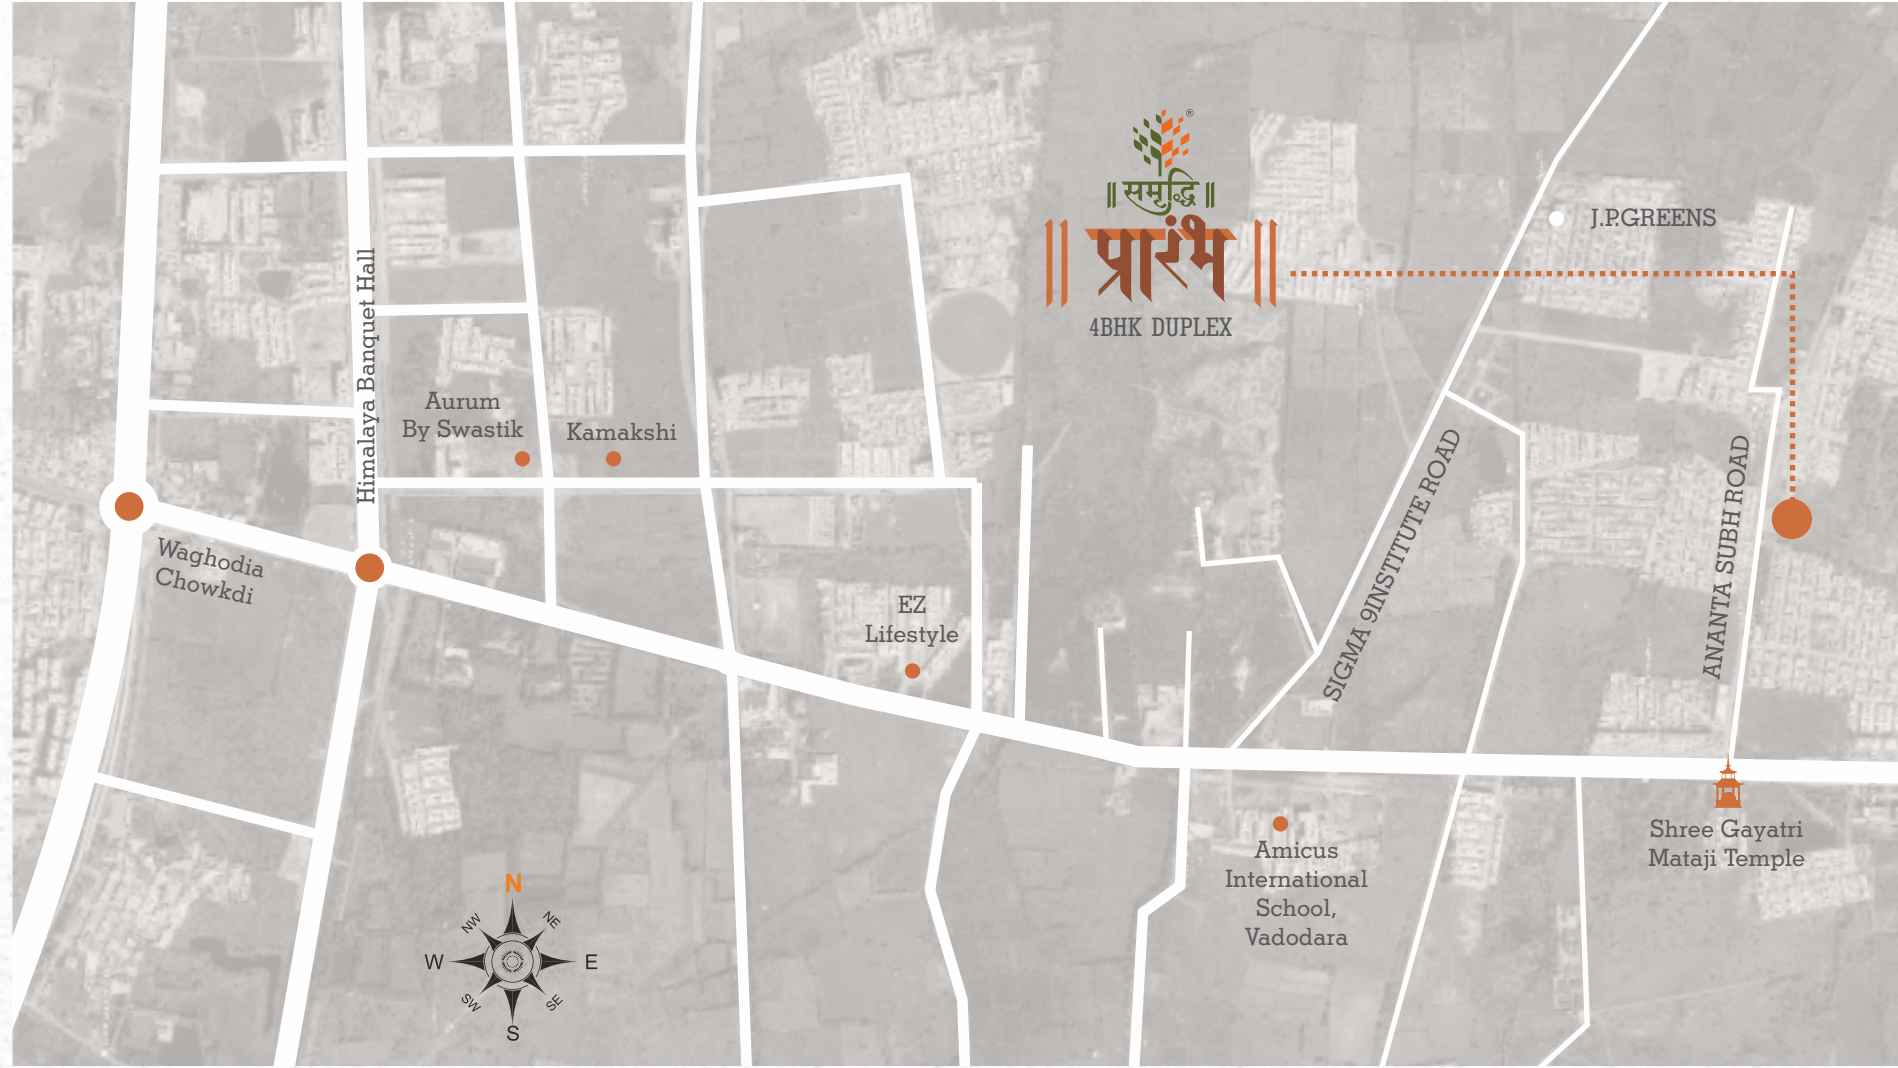 ®
॥ समृद्धि ॥
॥ प्रारंभ ॥
4BHK DUPLEX
J.P.GREENS
Himalaya Banquet Hall
Aurum
By Swastik
Kamakshi
Waghodia
Chowkdi
EZ
Lifestyle
SIGMA 9INSTITUTE ROAD
ANANTA SUBH ROAD
Shree Gayatri
Mataji Temple
Amicus
International
School,
Vadodara
N
NW
NE
W
E
SW
SE
S